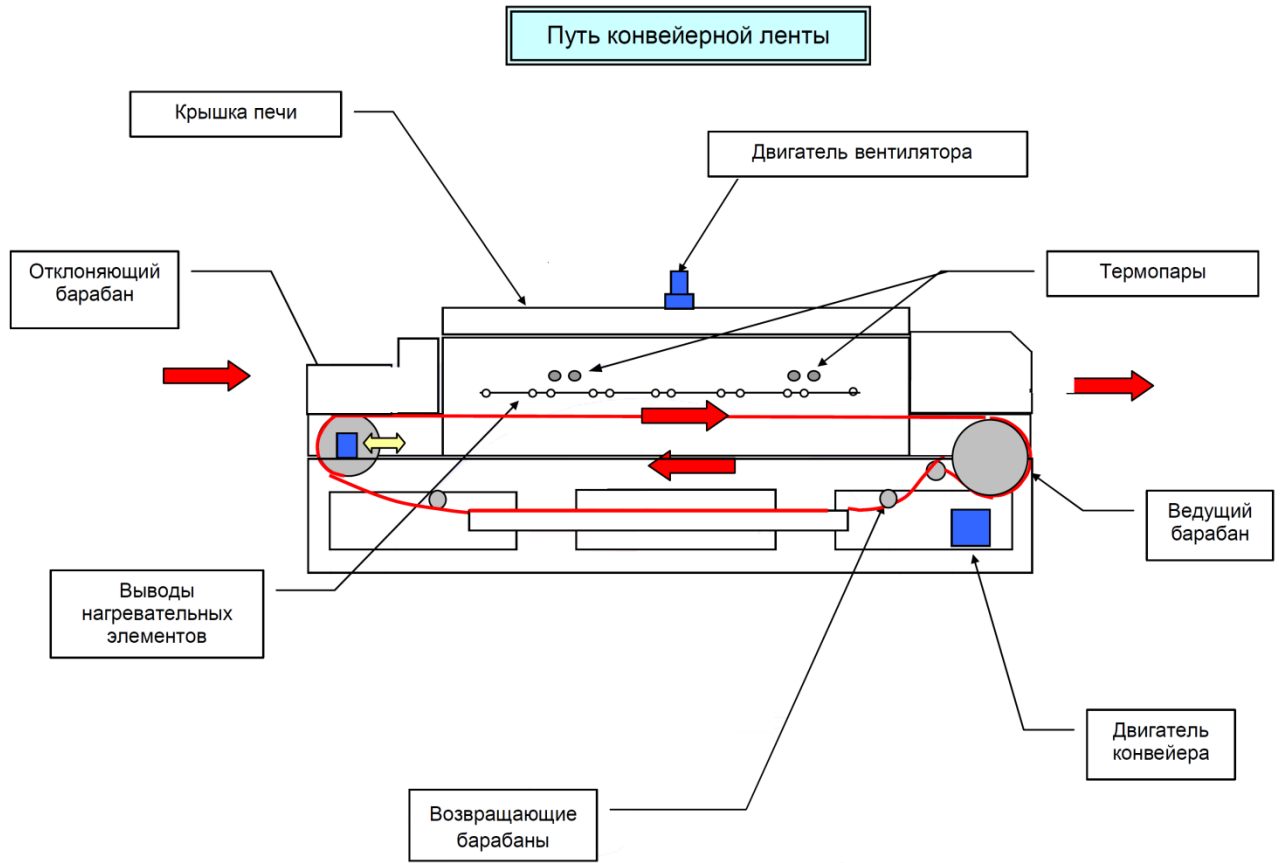 Путь конвейерной ленты
Крышка печи
Двигатель вентилятора
Отклоняющий
барабан
Термопары
Ведущий
барабан
Выводы
нагревательных
элементов
Двигатель
конвейера
Возвращающие
барабаны